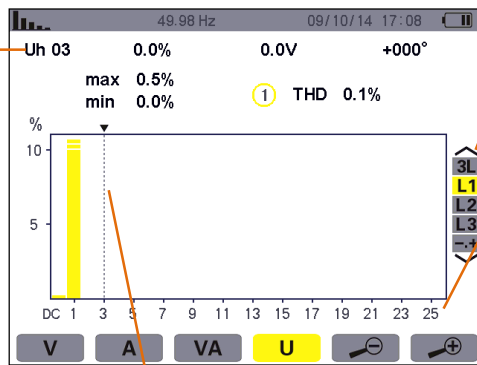 49.98 Hz 09/10/14 17:08
Uh 03 0.0% 0.0V +000°
max 0.5%
min 0.0%
1 THD 0.1%
%
10
5
3L
L1
L2
L3
-.+
DC 1 3 5 7 9 11 13 15 17 19 21 23 25
V A VA U